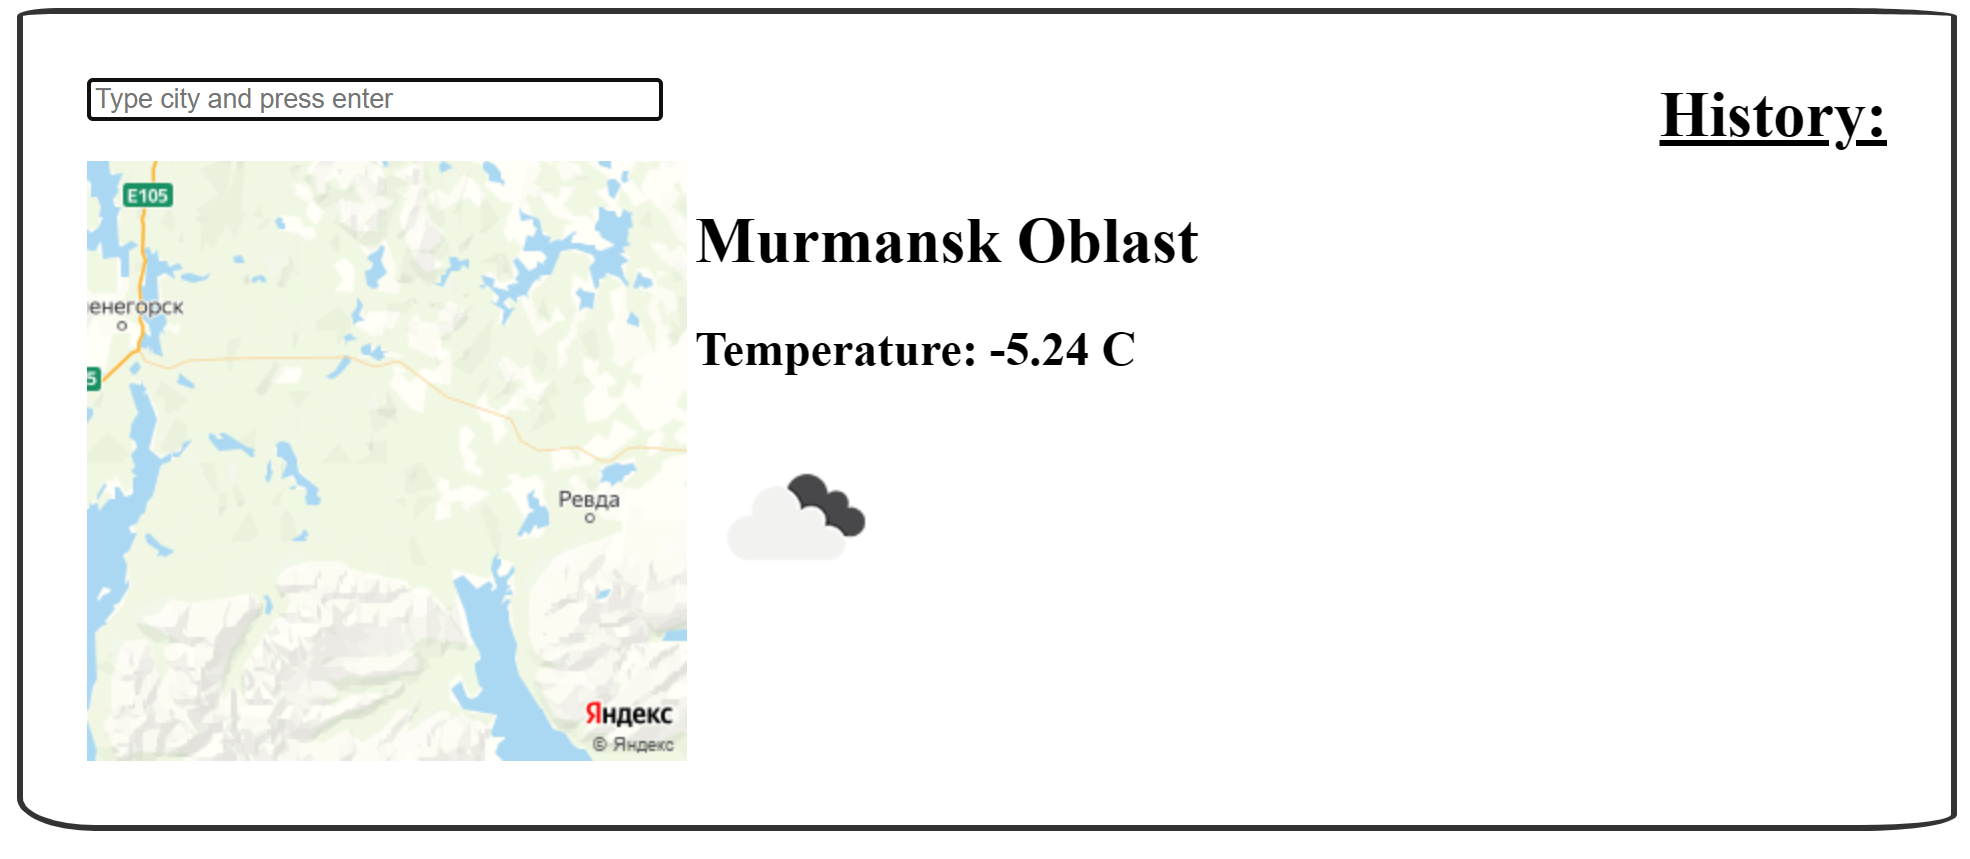 Type city and press enter
History:
E105
Murmansk Oblast
енегорск
Temperature: -5.24 C
5
Ревда
Яндекс
© Яндекс